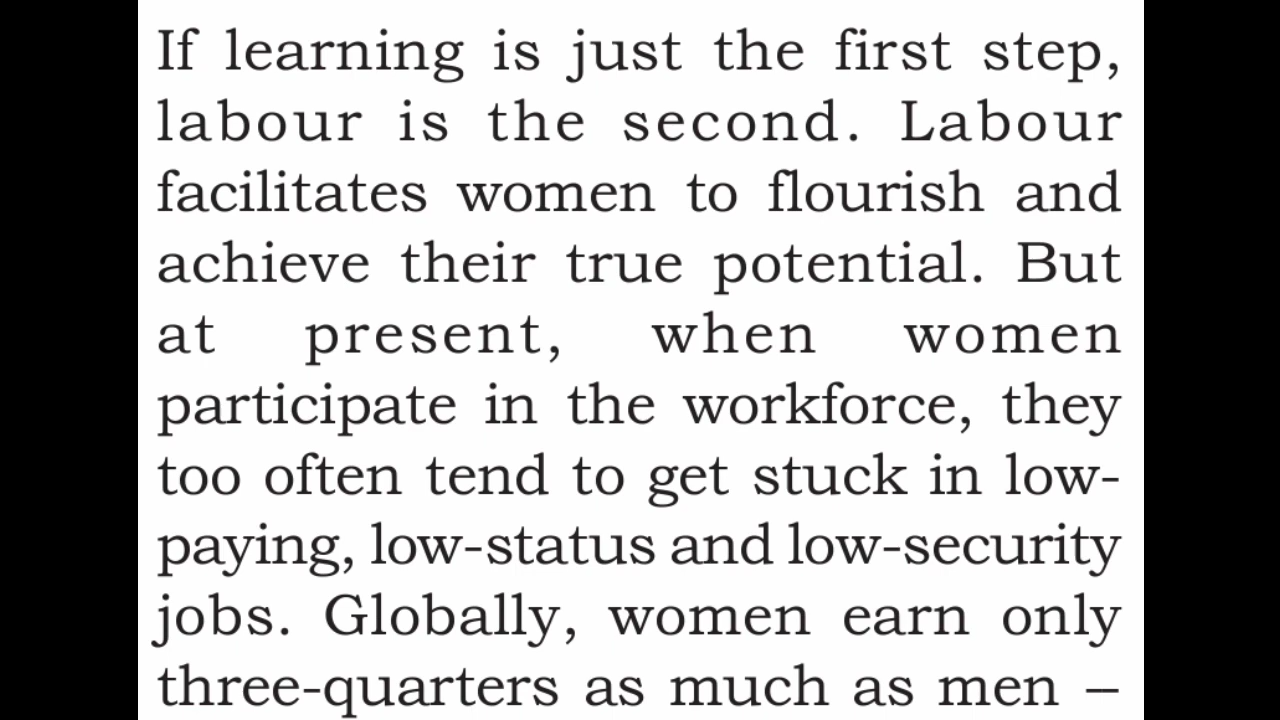 If learning is just the first step,
labour is the second. Labour
facilitates women to flourish and
achieve their true potential. But
at present, when women
participate in the workforce, they
too often tend to get stuck in low-
paying, low-status and low-security
jobs. Globally, women earn only
three-quarters as much as men –